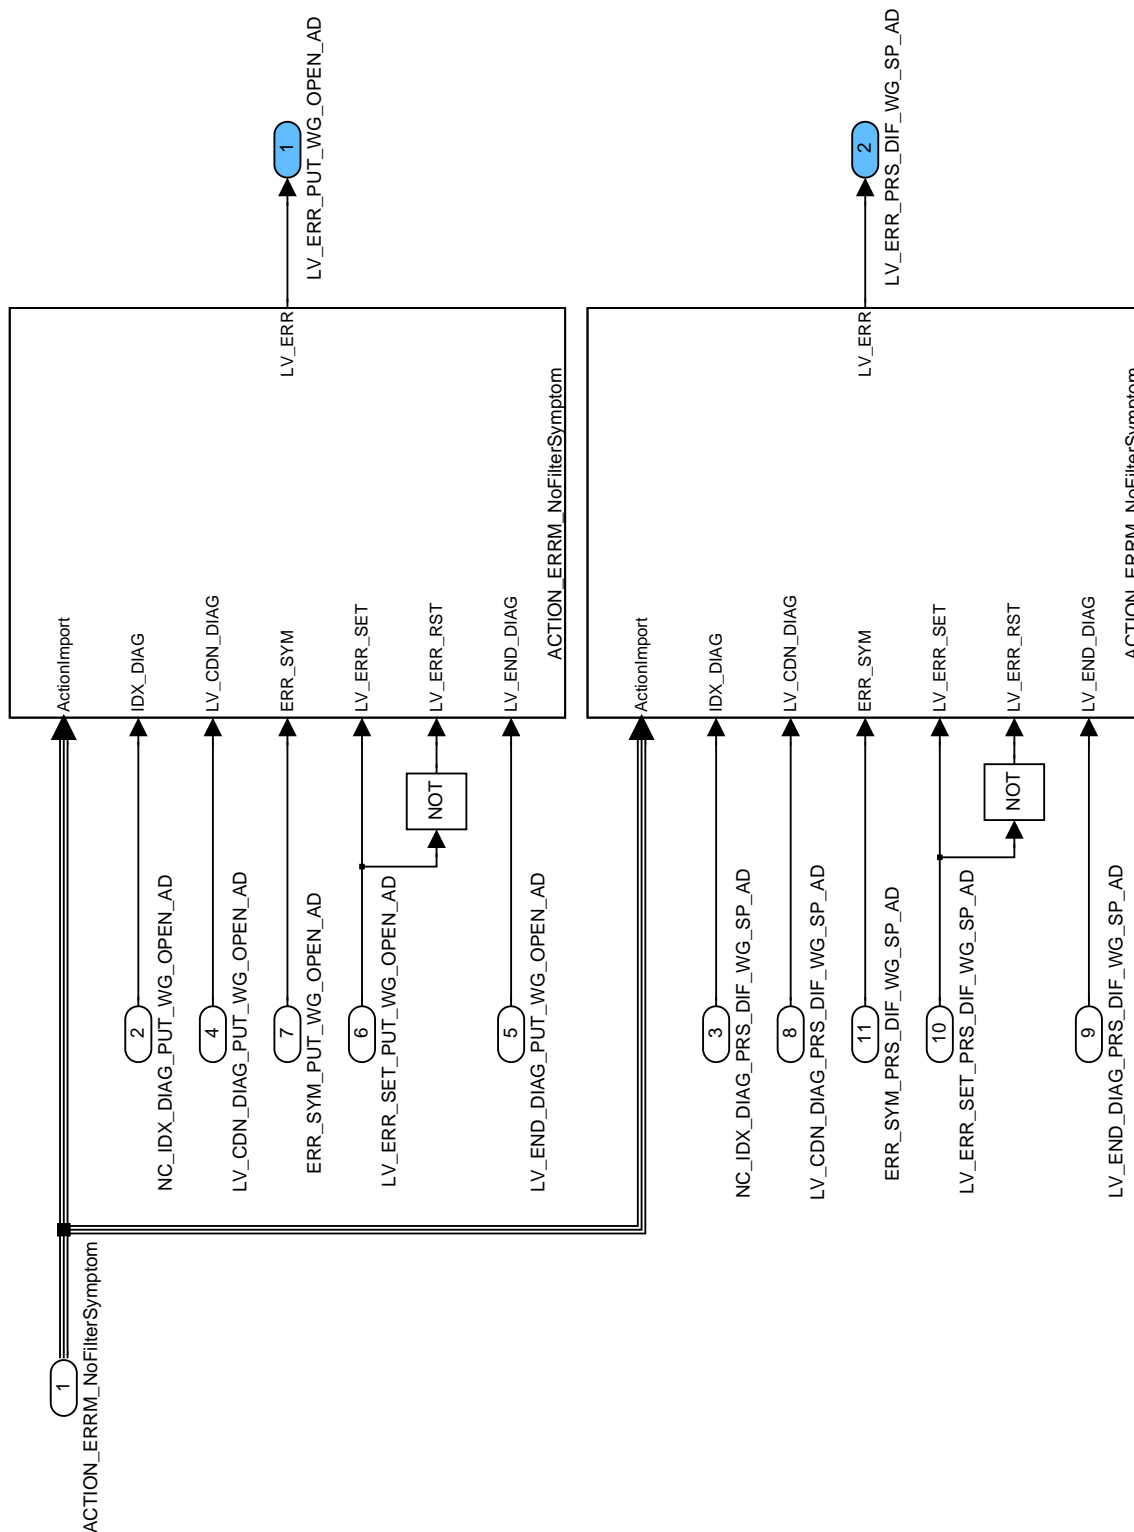 1
ActionImport
ACTION_ERRM_NoFilterSymptom
2
IDX_DIAG
NC_IDX_DIAG_PUT_WG_OPEN_AD
4
LV_CDN_DIAG
LV_CDN_DIAG_PUT_WG_OPEN_AD
7
ERR_SYM
LV_ERR
1
ERR_SYM_PUT_WG_OPEN_AD
LV_ERR_PUT_WG_OPEN_AD
6
LV_ERR_SET
LV_ERR_SET_PUT_WG_OPEN_AD
NOT
LV_ERR_RST
5
LV_END_DIAG
LV_END_DIAG_PUT_WG_OPEN_AD
ACTION_ERRM_NoFilterSymptom
ActionImport
3
IDX_DIAG
NC_IDX_DIAG_PRS_DIF_WG_SP_AD
8
LV_CDN_DIAG
LV_CDN_DIAG_PRS_DIF_WG_SP_AD
11
ERR_SYM
LV_ERR
2
ERR_SYM_PRS_DIF_WG_SP_AD
LV_ERR_PRS_DIF_WG_SP_AD
10
LV_ERR_SET
LV_ERR_SET_PRS_DIF_WG_SP_AD
NOT
LV_ERR_RST
9
LV_END_DIAG
LV_END_DIAG_PRS_DIF_WG_SP_AD
ACTION_ERRM_NoFilterSymptom